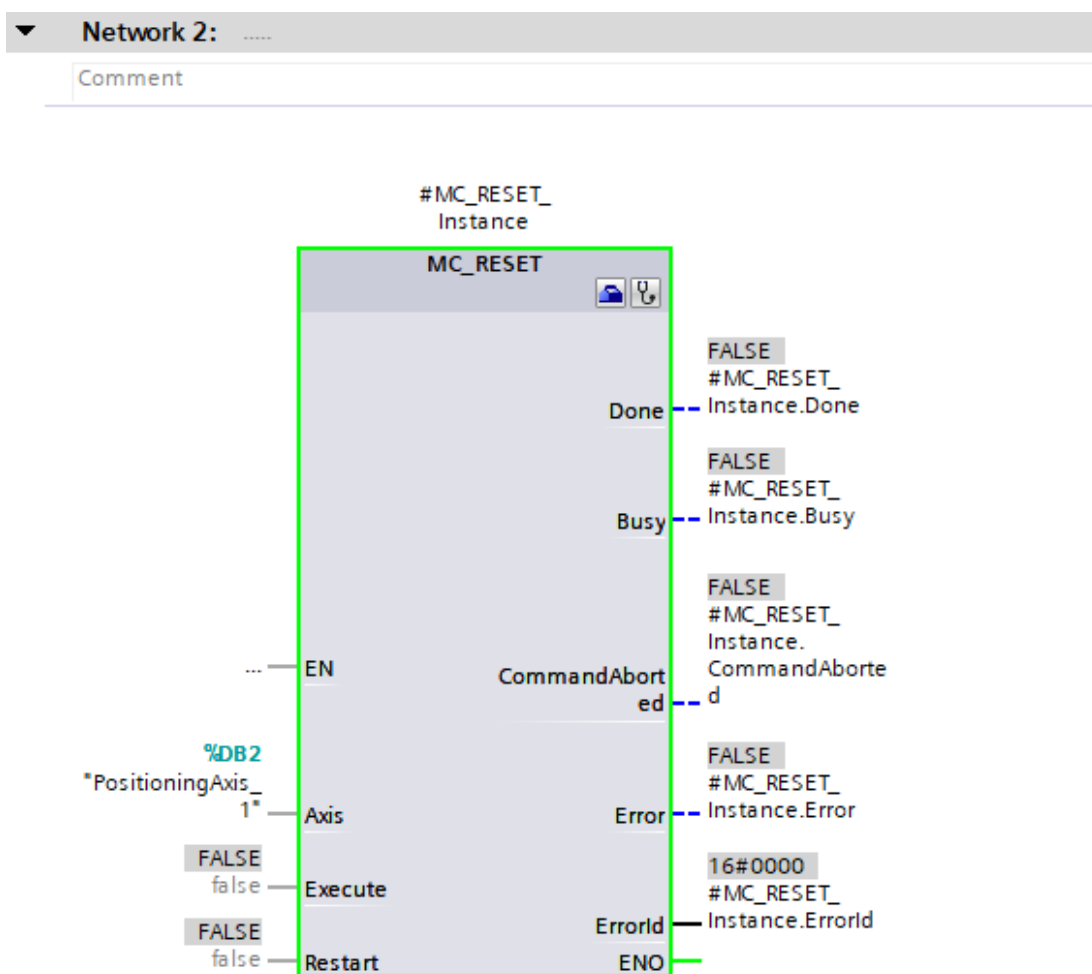 Network 2: .....
Comment
#MC_RESET_
Instance
MC_RESET
FALSE
#MC_RESET_
Instance.Done
Done
FALSE
#MC_RESET_
Instance.Busy
Busy
FALSE
#MC_RESET_
Instance.
CommandAborte
d
... EN
CommandAbort
ed
%DB2
"PositioningAxis_
1"
Axis
FALSE
#MC_RESET_
Instance.Error
Error
FALSE
false
Execute
16#0000
#MC_RESET_
Instance.ErrorId
ErrorId
FALSE
false
Restart
ENO